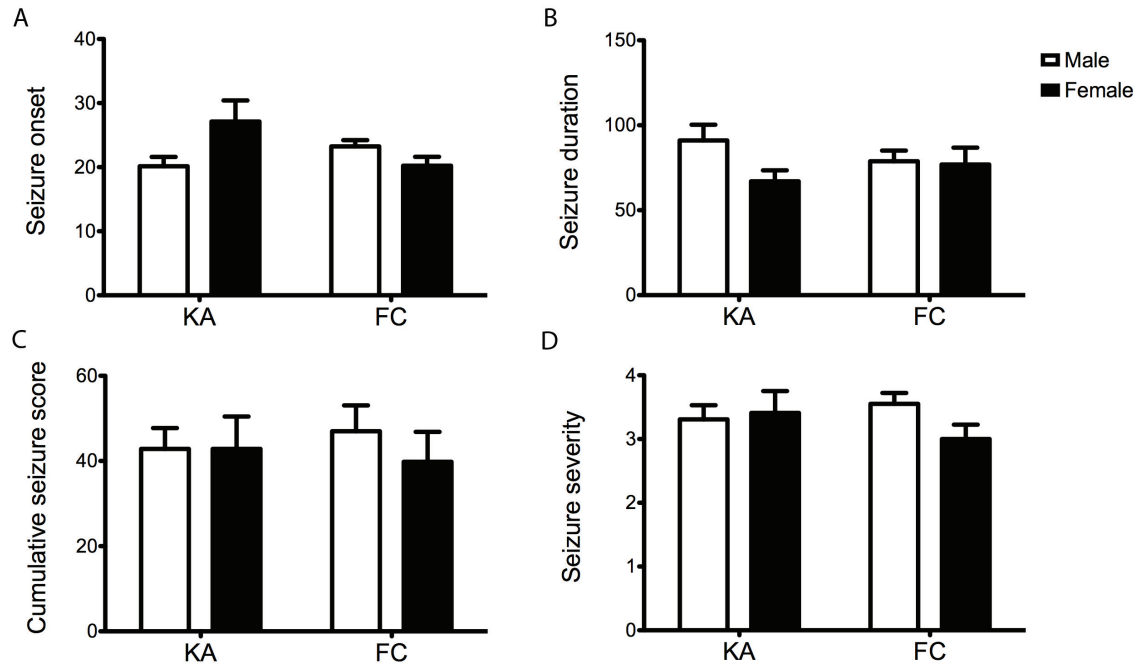 A
Seizure onset
40
30
20
10
0
KA FC
B
Seizure duration
150
100
50
0
KA FC
Male
Female
C
Cumulative seizure score
60
40
20
0
KA FC
D
Seizure severity
4
3
2
1
0
KA FC